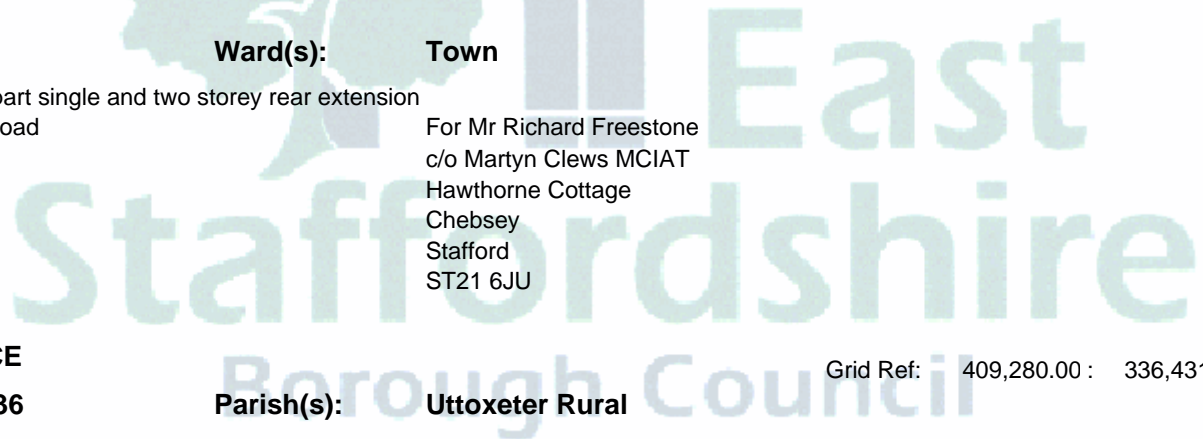 Ward(s): Town
part single and two storey rear extension
oad
For Mr Richard Freestone
c/o Martyn Clews MCIAT
Hawthorne Cottage
Chebsey
Stafford
ST21 6JU
East
Staffordshire
Borough Council
CE
Grid Ref: 409,280.00 : 336,431
36 Parish(s): Uttoxeter Rural